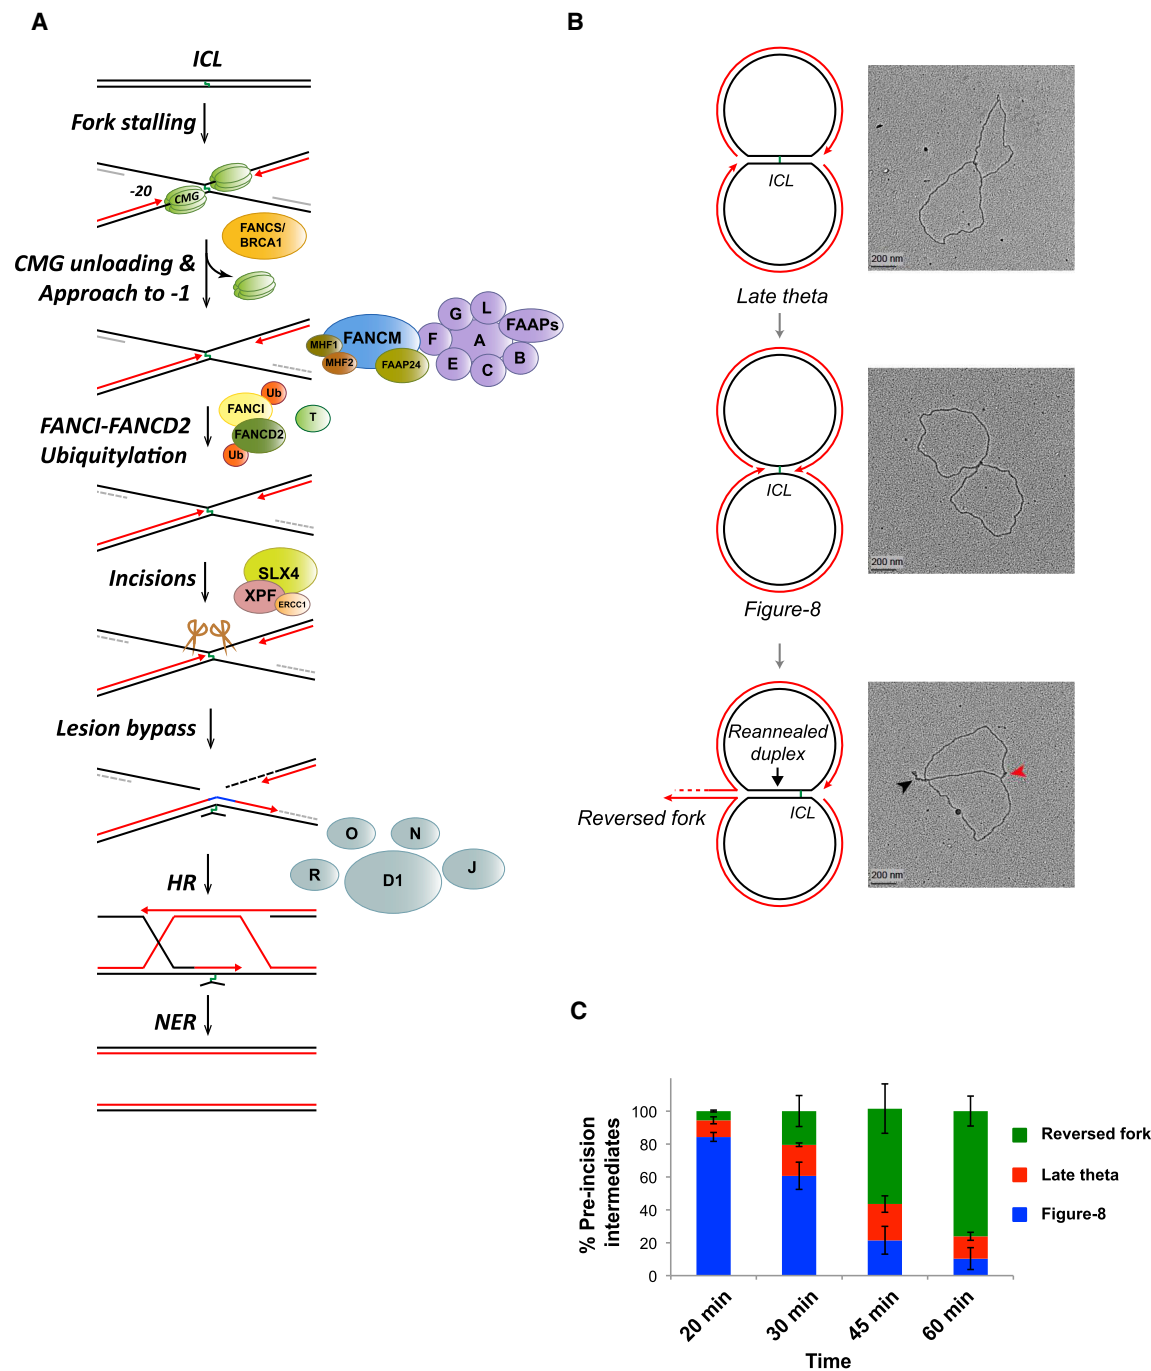 A
ICL
Fork stalling
-20
CMG
FANCS/
BRCA1
CMG unloading &
Approach to -1
G
L
FAAPs
F
A
B
E
C
MHF1
FANCM
MHF2
FAAP24
FANCI-FANCD2
Ubiquitylation
Ub
FANCI
T
FANCD2
Ub
Incisions
SLX4
XPF
ERCC1
Lesion bypass
O
N
R
D1
J
HR
NER
B
ICL
200 nm
Late theta
ICL
200 nm
Figure-8
Reannealed
duplex
ICL
Reversed fork
200 nm
C
% Pre-incision
intermediates
100
80
60
40
20
0
20 min
30 min
45 min
60 min
Time
Reversed fork
Late theta
Figure-8